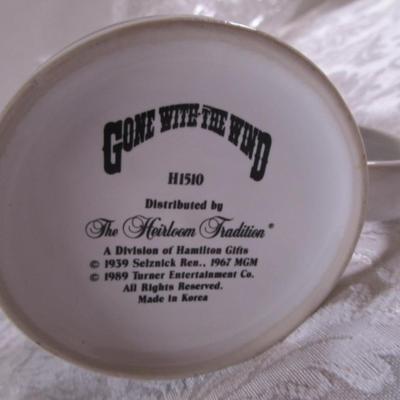 GONE WITH THE WIND
H1510
Distributed by
The Heirloom Tradition®
A Division of Hamilton Gifts
© 1939 Selznick Ren., 1967 MGM
© 1989 Turner Entertainment Co.
All Rights Reserved.
Made in Korea